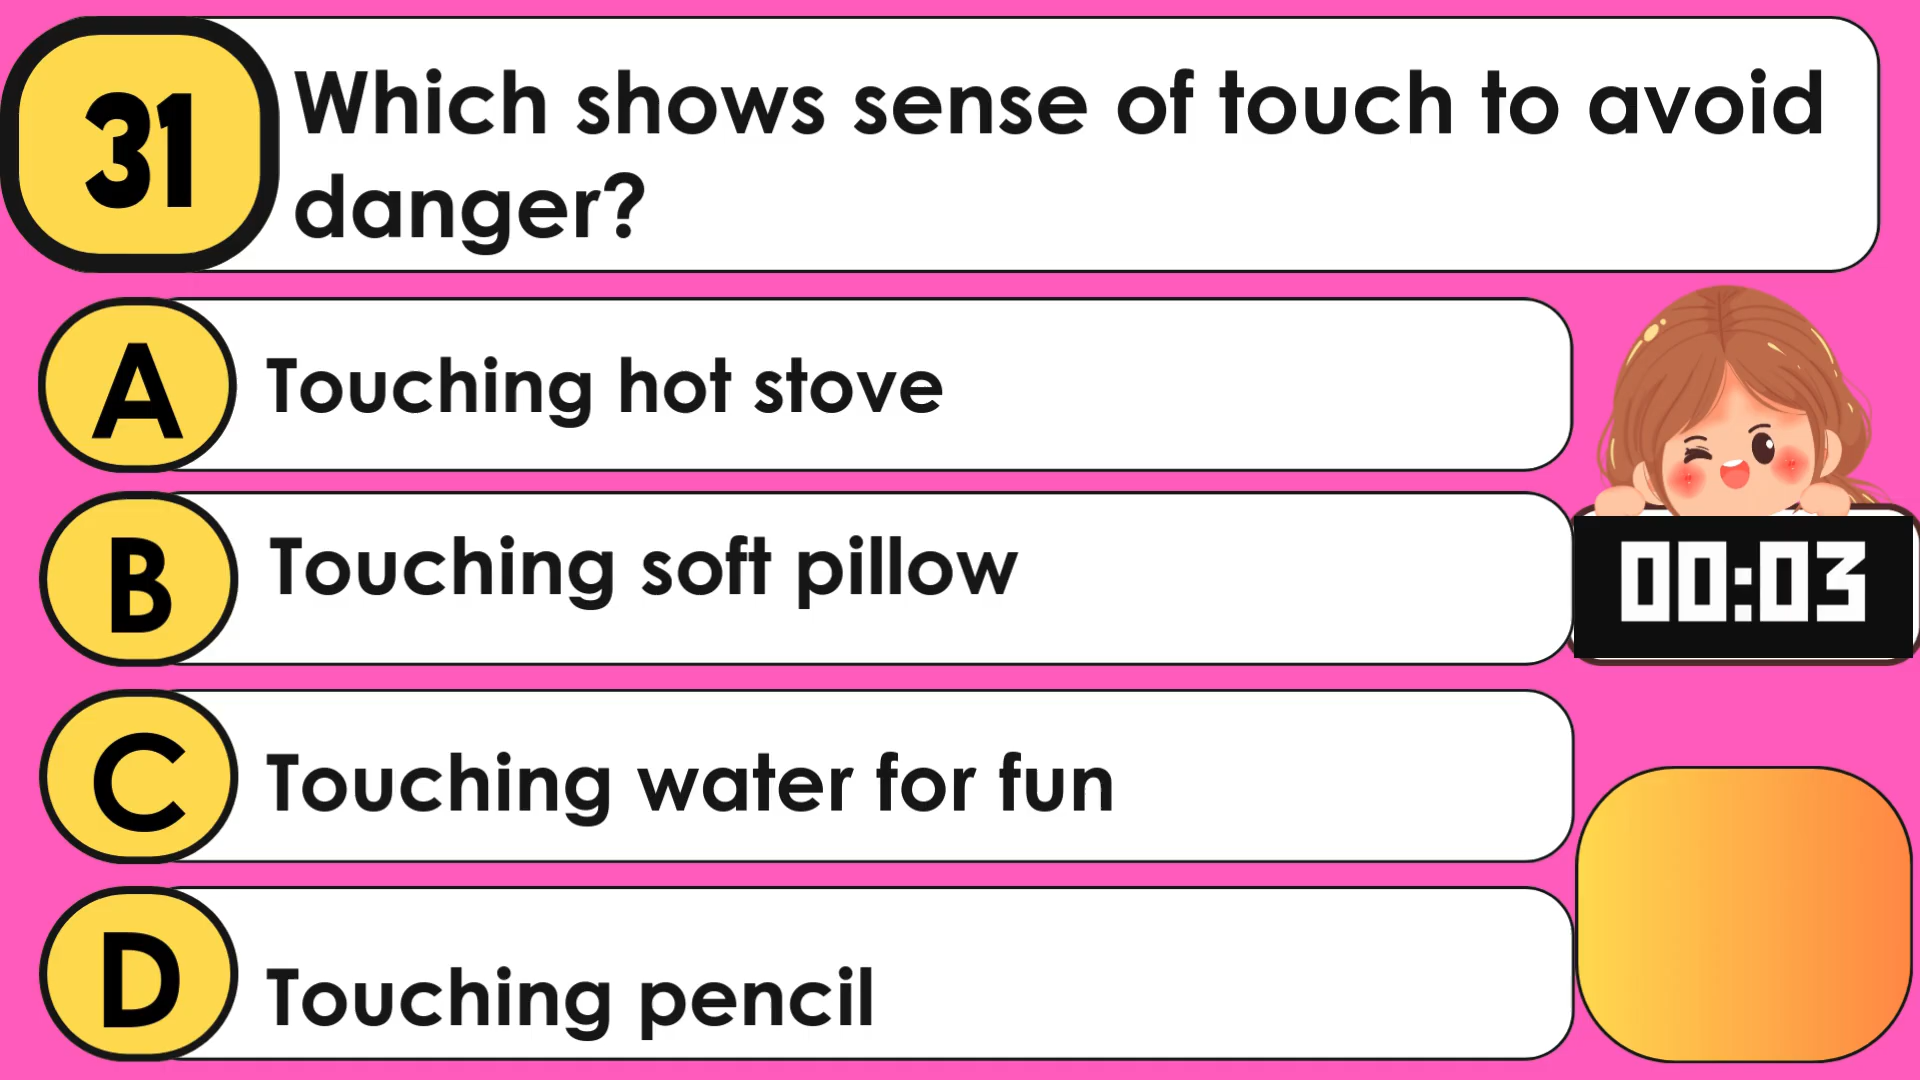 31
Which shows sense of touch to avoid
danger?
A
Touching hot stove
B
Touching soft pillow
00:03
C
Touching water for fun
D
Touching pencil